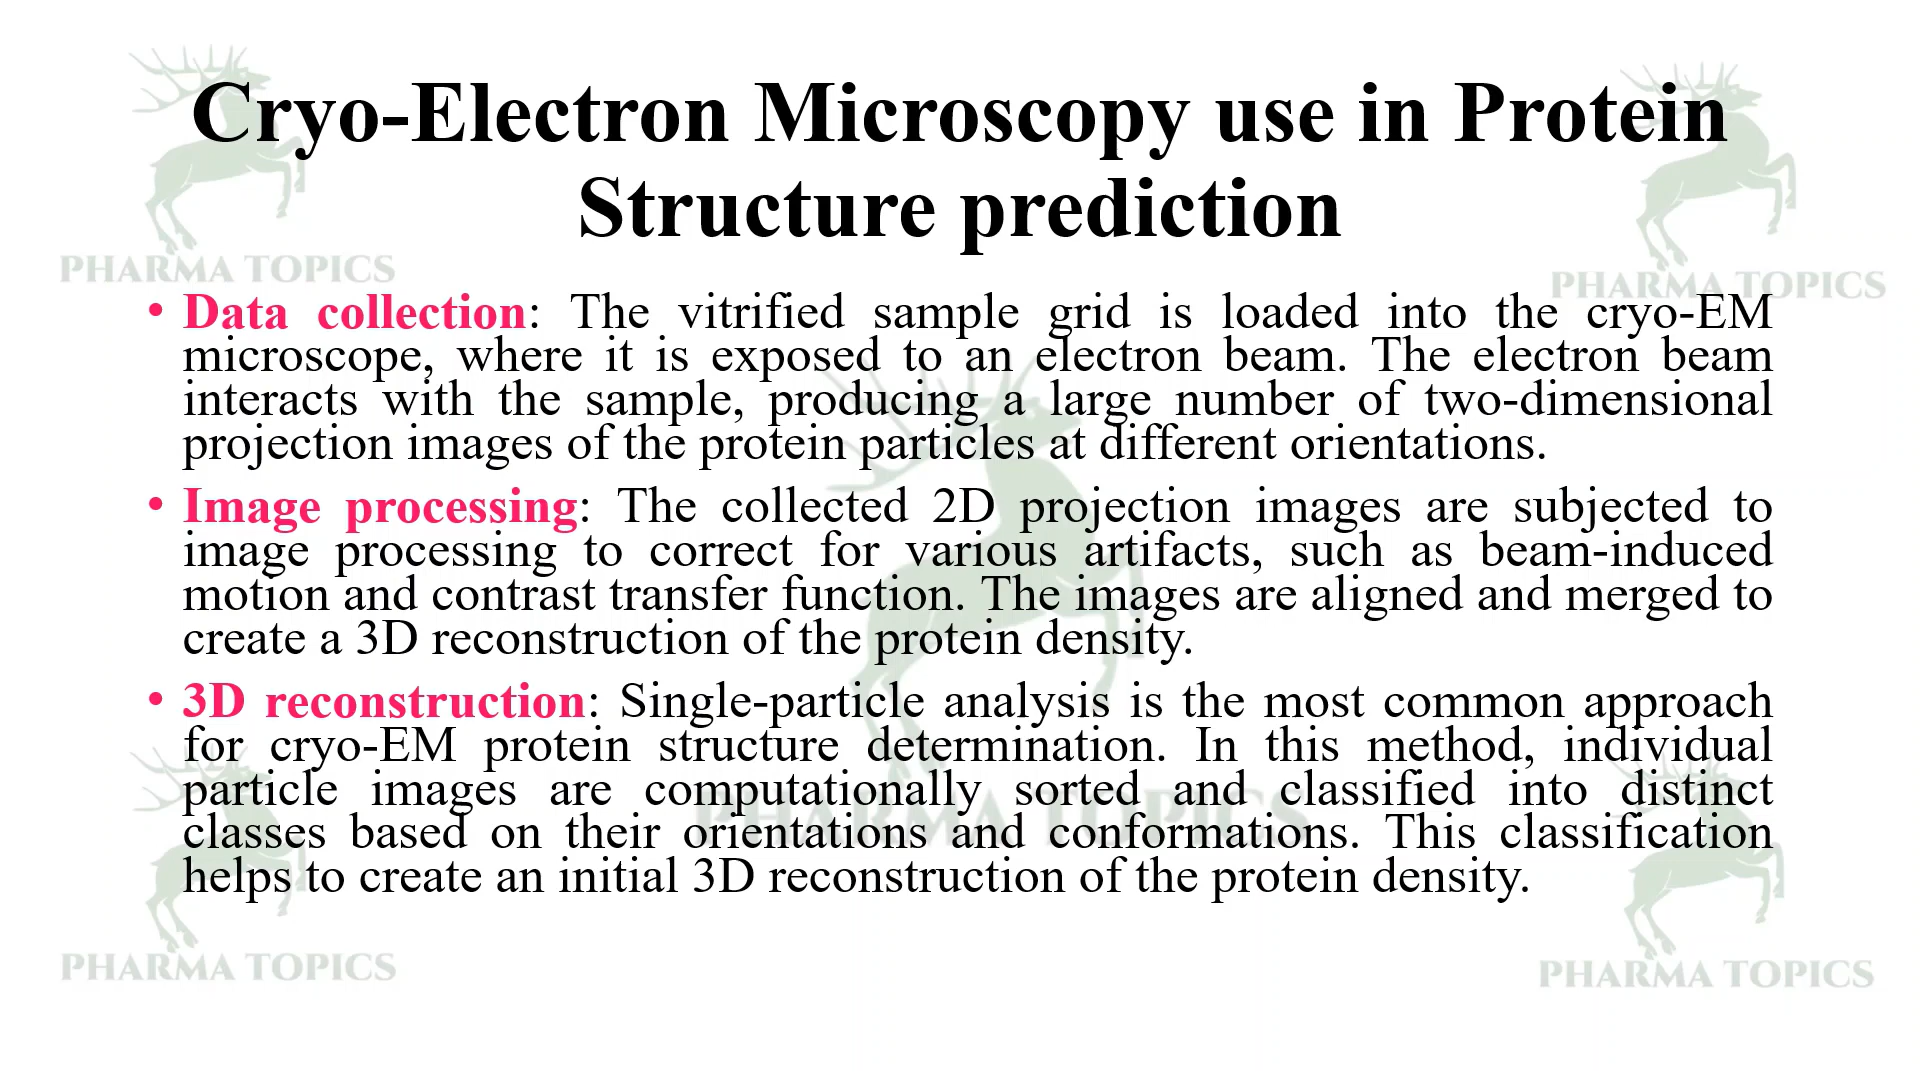 Cryo-Electron Microscopy use in Protein
Structure prediction
PHARMA TOPICS
PHARMA TOPICS
• Data collection: The vitrified sample grid is loaded into the cryo-EM
microscope, where it is exposed to an electron beam. The electron beam
interacts with the sample, producing a large number of two-dimensional
projection images of the protein particles at different orientations.
• Image processing: The collected 2D projection images are subjected to
image processing to correct for various artifacts, such as beam-induced
motion and contrast transfer function. The images are aligned and merged to
create a 3D reconstruction of the protein density.
• 3D reconstruction: Single-particle analysis is the most common approach
for cryo-EM protein structure determination. In this method, individual
particle images are computationally sorted and classified into distinct
PHARMA TOPICS
classes based on their orientations and conformations. This classification
helps to create an initial 3D reconstruction of the protein density.
PHARMA TOPICS
PHARMA TOPICS